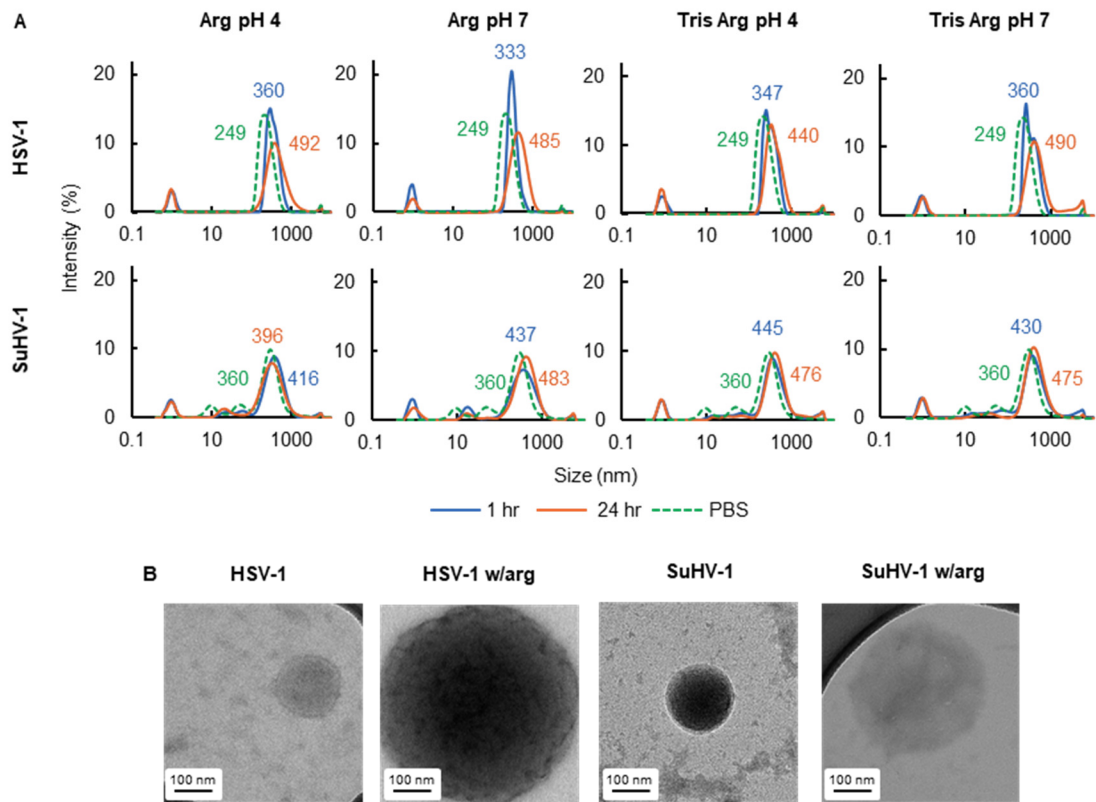 A
Arg pH 4 Arg pH 7 Tris Arg pH 4 Tris Arg pH 7
HSV-1
SuHV-1
Intensity (%)
20
10
0
249
360
492
0.1 10 1000
20
10
0
249
333
485
0.1 10 1000
20
10
0
249
347
440
0.1 10 1000
20
10
0
249
360
490
0.1 10 1000
20
10
0
360
396
416
0.1 10 1000
20
10
0
360
437
483
0.1 10 1000
20
10
0
360
445
476
0.1 10 1000
20
10
0
360
430
475
0.1 10 1000
Size (nm)
1 hr 24 hr PBS
B
HSV-1 HSV-1 w/arg SuHV-1 SuHV-1 w/arg
100 nm 100 nm 100 nm 100 nm